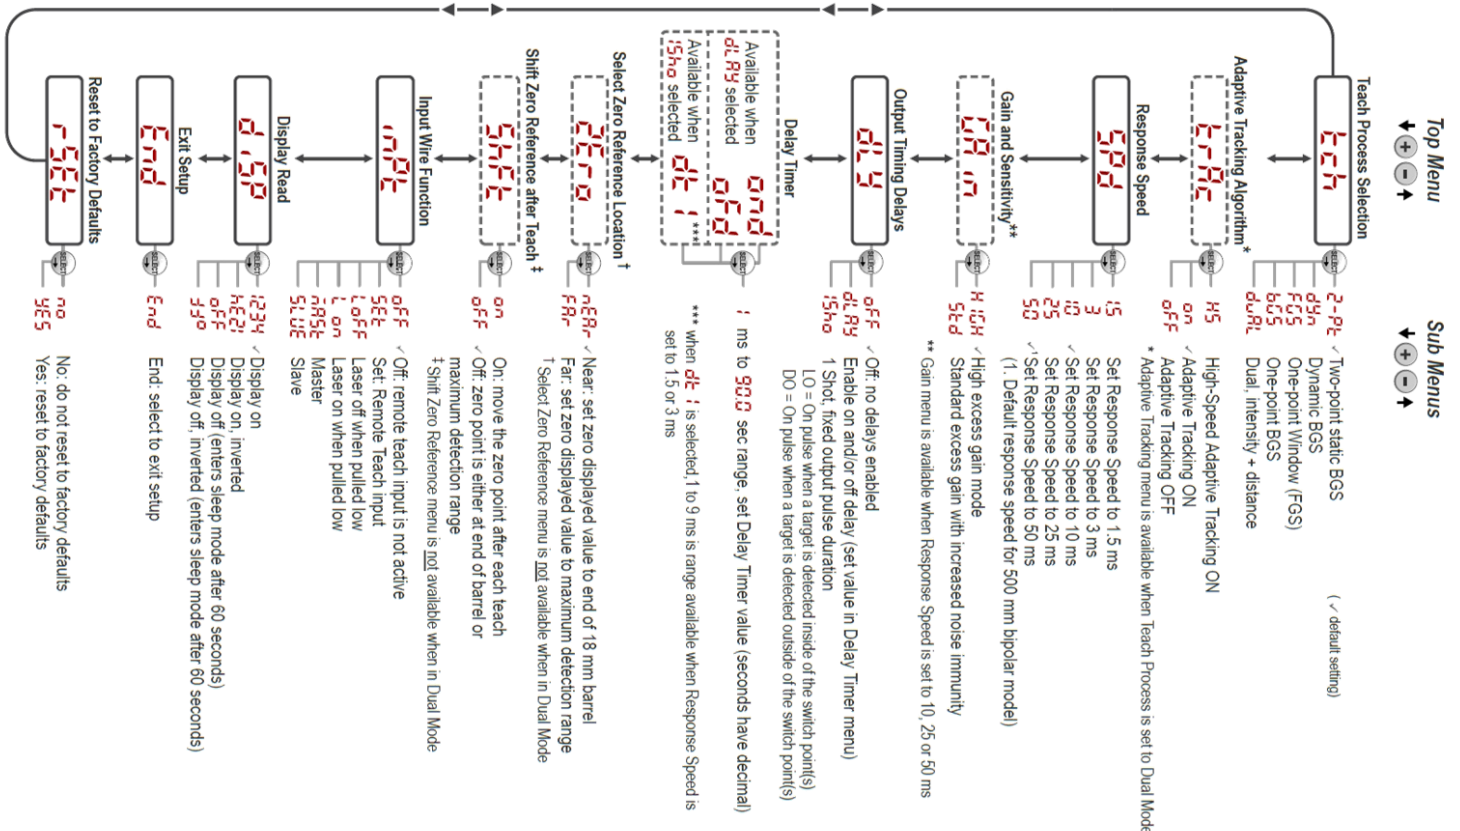 Top Menu
Sub Menus
+ -
+ -
( ✓ default setting)
Teach Process Selection
tch
SELECT
2-Pt ✓ Two-point static BGS
dyn Dynamic BGS
FGS One-point Window (FGS)
bGS One-point BGS
duAL Dual, intensity + distance
Adaptive Tracking Algorithm*
trAc
SELECT
HS High-Speed Adaptive Tracking ON
on ✓ Adaptive Tracking ON
oFF Adaptive Tracking OFF
* Adaptive Tracking menu is available when Teach Process is set to Dual Mode
Response Speed
SPd
SELECT
1.5 Set Response Speed to 1.5 ms
3 Set Response Speed to 3 ms
10 ✓ Set Response Speed to 10 ms
25 Set Response Speed to 25 ms
50 ✓¹ Set Response Speed to 50 ms
(1. Default response speed for 500 mm bipolar model)
Gain and Sensitivity**
GA in
SELECT
H IGH ✓ High excess gain mode
Std Standard excess gain with increased noise immunity
** Gain menu is available when Response Speed is set to 10, 25 or 50 ms
Output Timing Delays
dLY
SELECT
oFF ✓ Off: no delays enabled
dLAY Enable on and/or off delay (set value in Delay Timer menu)
1Sho 1 Shot, fixed output pulse duration
LO = On pulse when a target is detected inside of the switch point(s)
DO = On pulse when a target is detected outside of the switch point(s)
Delay Timer
Available when
dLAY selected
ond
oFd
Available when
1Sho selected
dt 1 ***
SELECT
1 ms to 90.0 sec range, set Delay Timer value (seconds have decimal)
*** when dt 1 is selected,1 to 9 ms is range available when Response Speed is
set to 1.5 or 3 ms
Select Zero Reference Location †
ZEro
SELECT
nEAr ✓ Near: set zero displayed value to end of 18 mm barrel
FAr Far: set zero displayed value to maximum detection range
† Select Zero Reference menu is not available when in Dual Mode
Shift Zero Reference after Teach ‡
ShFt
SELECT
on On: move the zero point after each teach
oFF ✓ Off: zero point is either at end of barrel or
maximum detection range
‡ Shift Zero Reference menu is not available when in Dual Mode
Input Wire Function
inPt
SELECT
oFF ✓ Off: remote teach input is not active
SEt Set: Remote Teach input
LoFF Laser off when pulled low
L on Laser on when pulled low
MASt Master
SLUE Slave
Display Read
diSP
SELECT
1234 ✓ Display on
hEZ1 Display on, inverted
oFF Display off (enters sleep mode after 60 seconds)
JJo Display off, inverted (enters sleep mode after 60 seconds)
Exit Setup
End
SELECT
End End: select to exit setup
Reset to Factory Defaults
rSEt
SELECT
no No: do not reset to factory defaults
YES Yes: reset to factory defaults